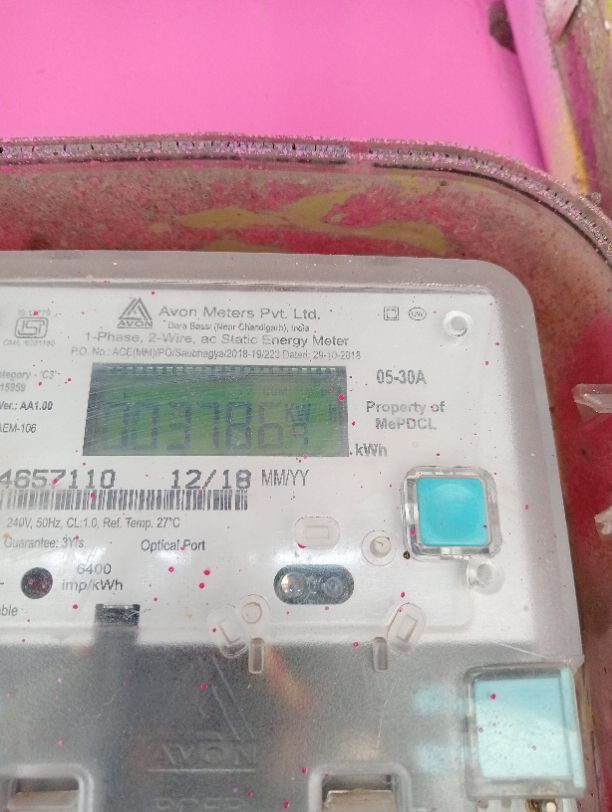 AVON
Avon Meters Pvt. Ltd.
Dera Bassi (Near Chandigarh), India
1-Phase, 2-Wire, ac Static Energy Meter
P.O. No.: ACE(MM)/PO/Saubhagya/2018-19/223 Dated: 29-10-2018
ategory - 'C3'
15959
Ver.: AA1.00
AEM-106
05-30A
Property of
MePDCL
kWh
4657110 12/18 MM/YY
240V, 50Hz, CL:1.0, Ref. Temp. 27°C
Guarantee: 3Yrs. Optical Port
6400
imp/kWh
AVON